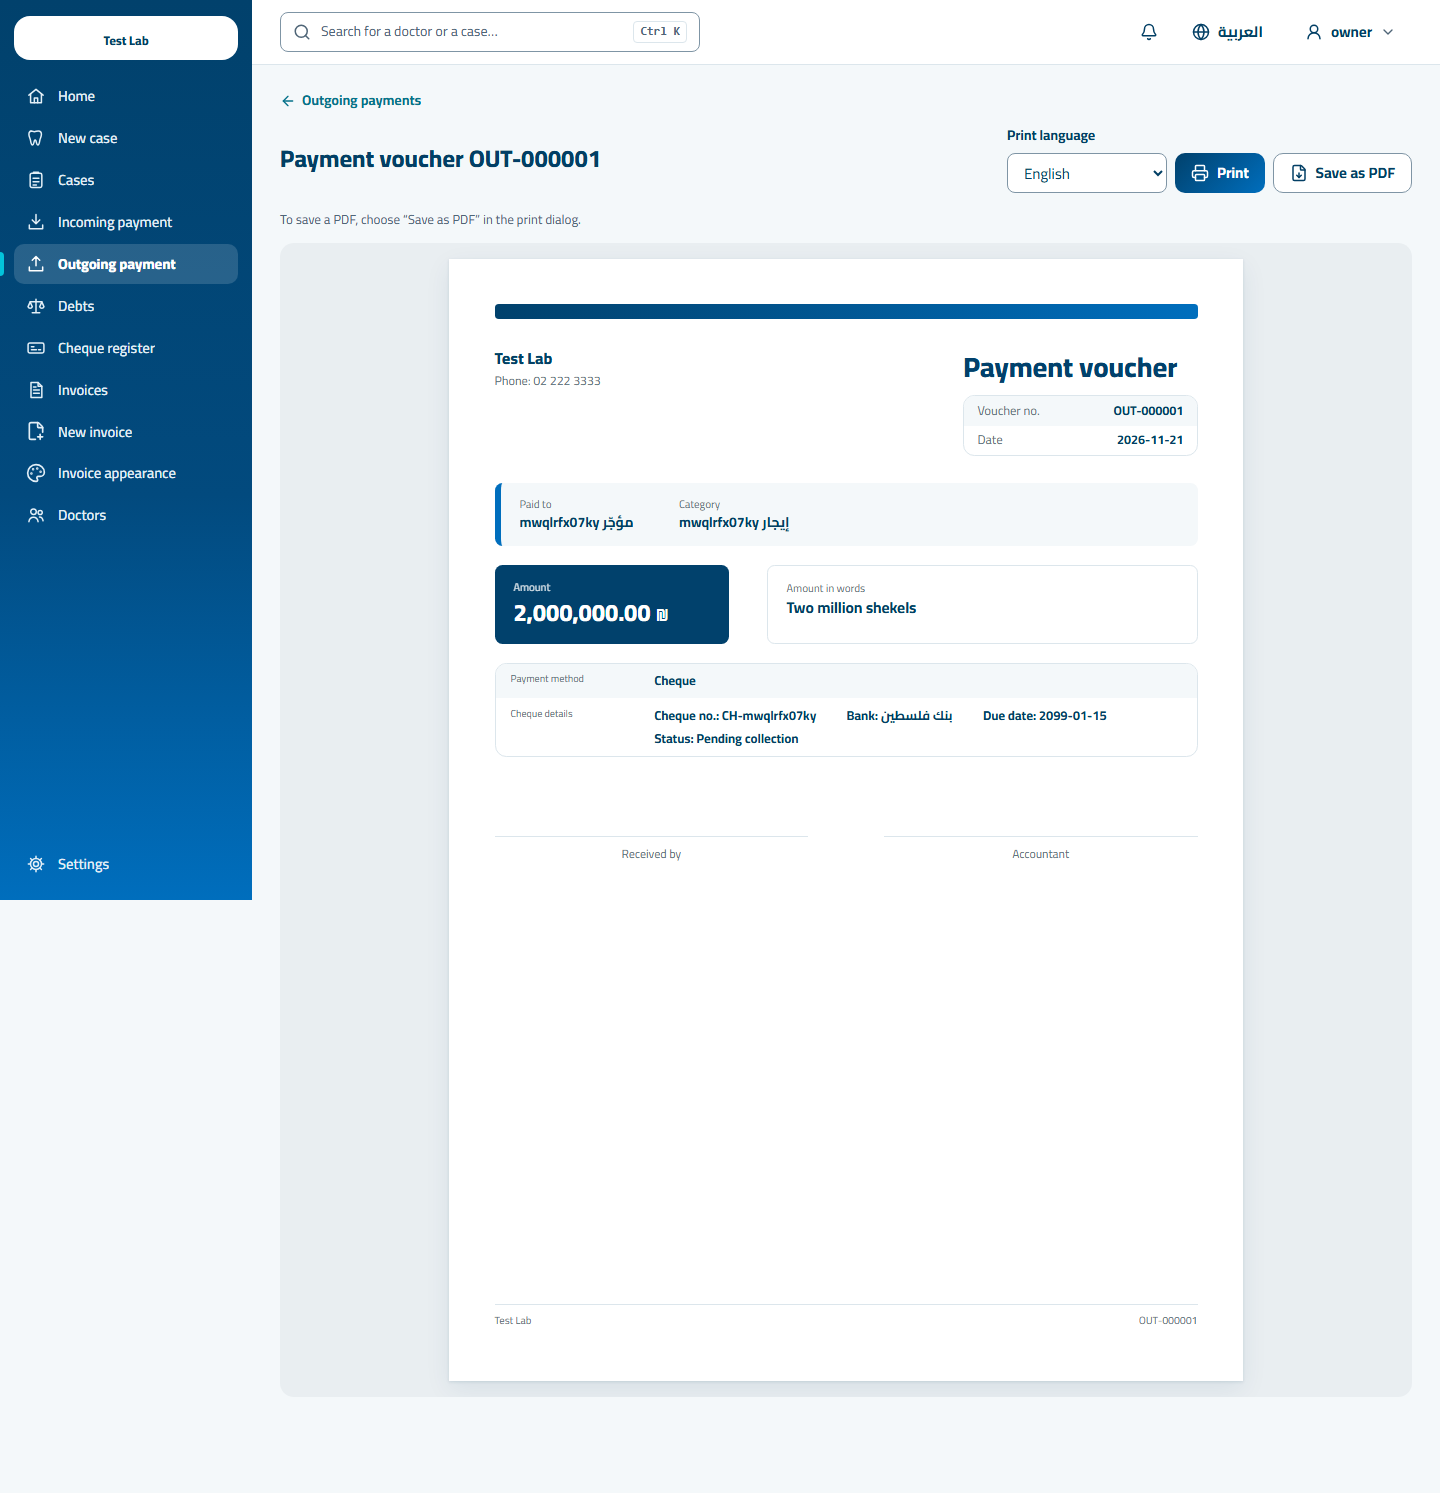 Test Lab
Search for a doctor or a case...
Ctrl K
العربية
owner
Home
New case
Cases
Incoming payment
Outgoing payment
Debts
Cheque register
Invoices
New invoice
Invoice appearance
Doctors
Settings
Outgoing payments
Payment voucher OUT-000001
Print language
English
Print
Save as PDF
To save a PDF, choose “Save as PDF” in the print dialog.
Test Lab
Phone: 02 222 3333
Payment voucher
Voucher no. OUT-000001
Date 2026-11-21
Paid to
mwqlrfx07ky مؤجّر
Category
mwqlrfx07ky إيجار
Amount
2,000,000.00 ₪
Amount in words
Two million shekels
Payment method Cheque
Cheque details Cheque no.: CH-mwqlrfx07ky Bank: بنك فلسطين Due date: 2099-01-15
Status: Pending collection
Received by
Accountant
Test Lab
OUT-000001